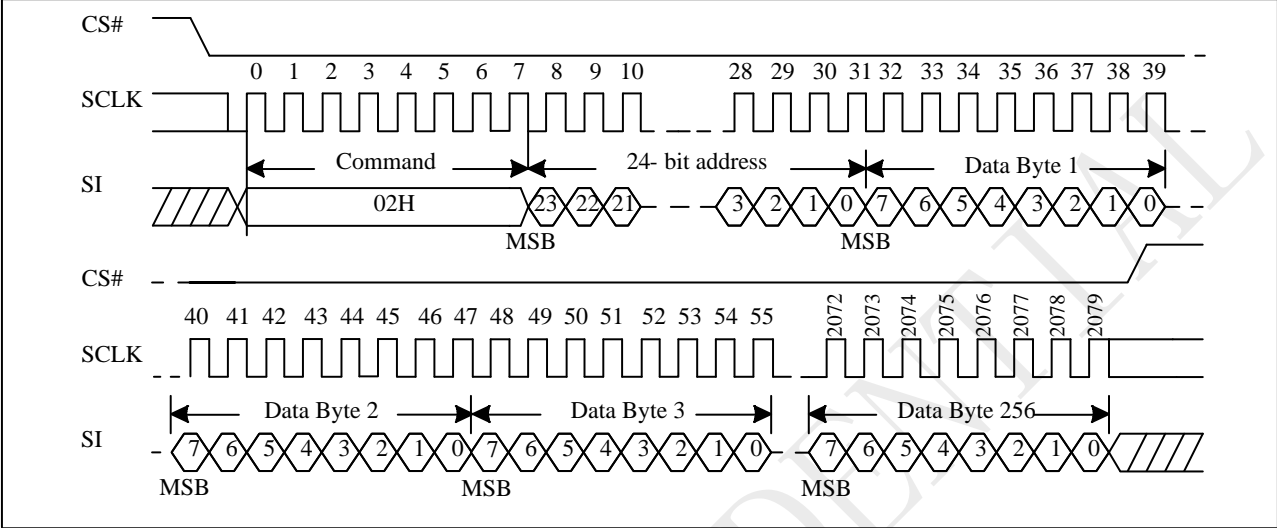 CS#
0 1 2 3 4 5 6 7 8 9 10 28 29 30 31 32 33 34 35 36 37 38 39
SCLK
Command 24- bit address Data Byte 1
SI
02H 23 22 21 3 2 1 0 7 6 5 4 3 2 1 0
MSB MSB
CS#
40 41 42 43 44 45 46 47 48 49 50 51 52 53 54 55 2072 2073 2074 2075 2076 2077 2078 2079
SCLK
Data Byte 2 Data Byte 3 Data Byte 256
SI
7 6 5 4 3 2 1 0 7 6 5 4 3 2 1 0 7 6 5 4 3 2 1 0
MSB MSB MSB
DENTIAL